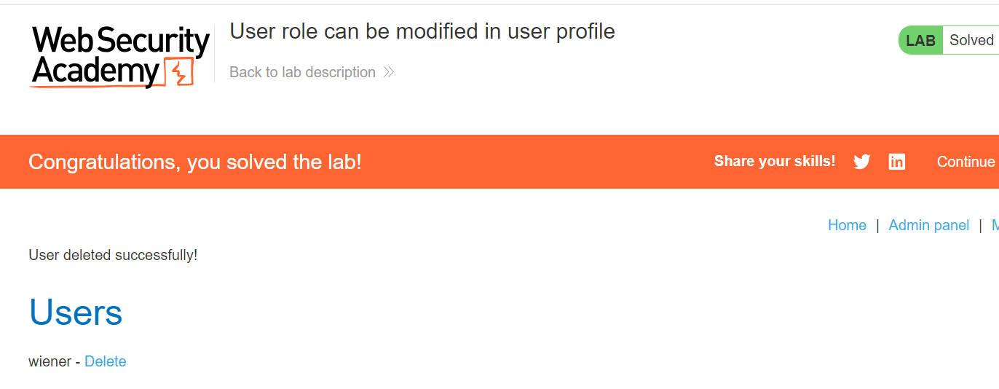 Web Security
Academy
User role can be modified in user profile
Back to lab description
LAB Solved
Congratulations, you solved the lab!
Share your skills!
Continue
Home | Admin panel | M
User deleted successfully!
Users
wiener - Delete